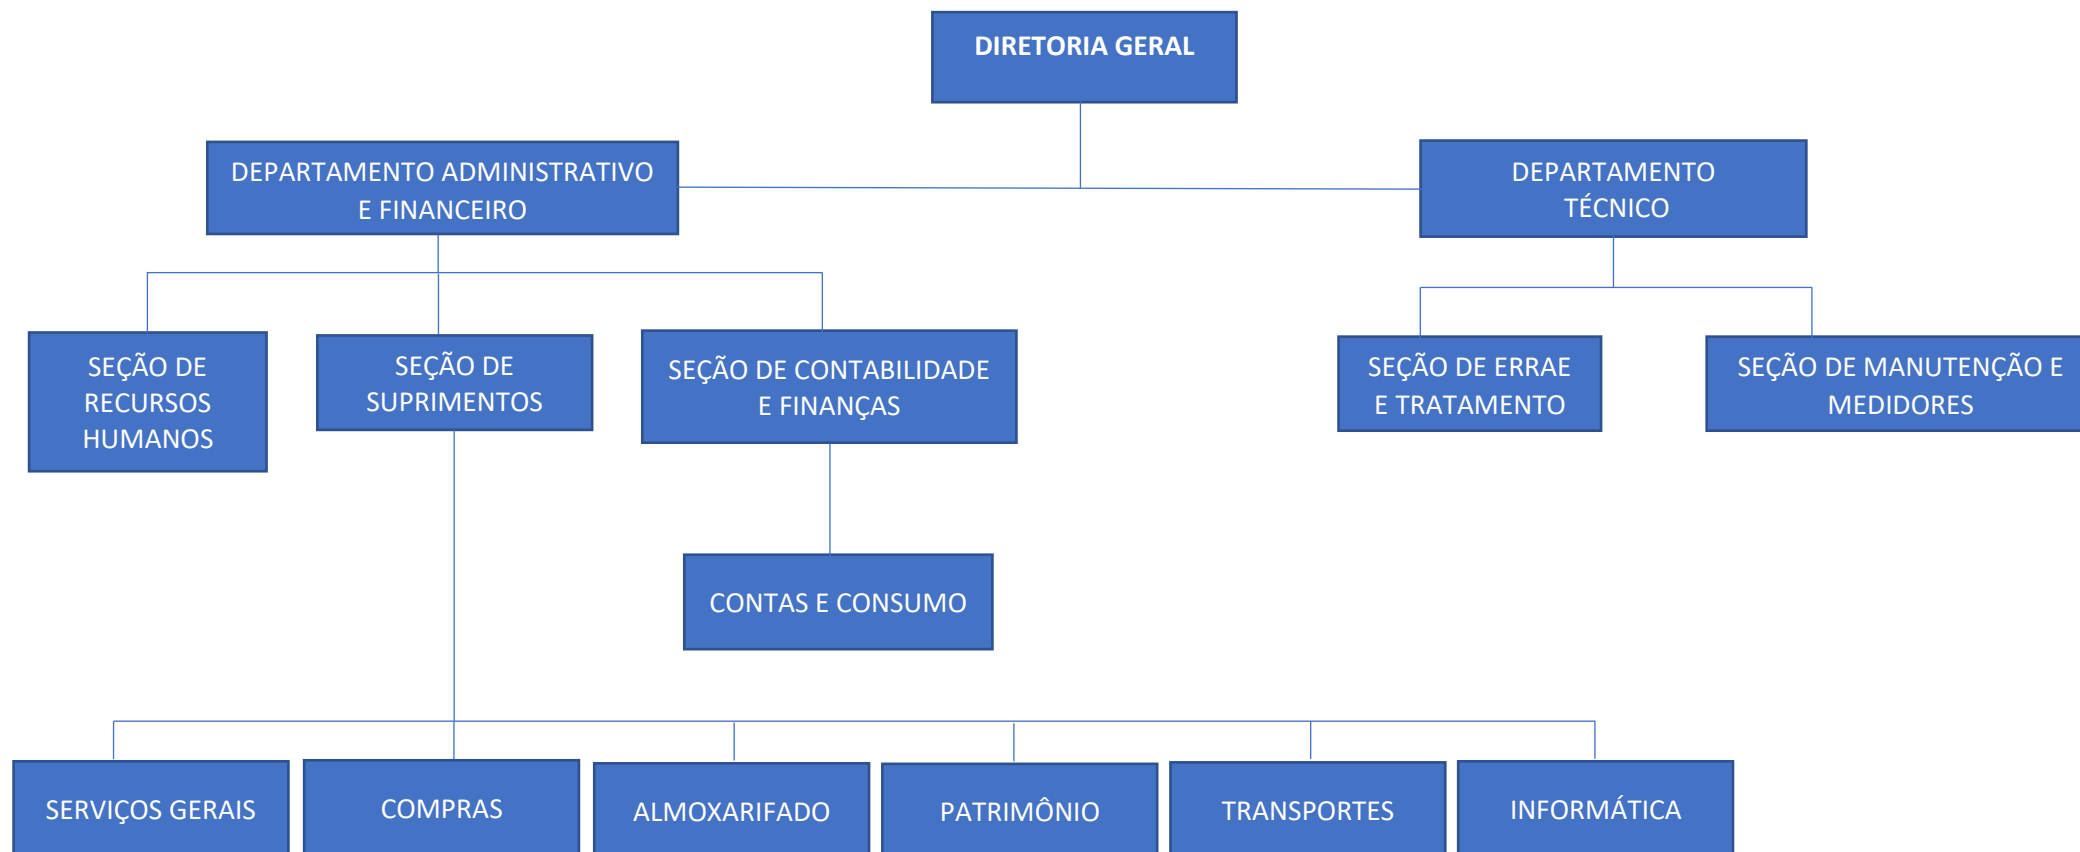 DIRETORIA GERAL
DEPARTAMENTO ADMINISTRATIVO
E FINANCEIRO
DEPARTAMENTO
TÉCNICO
SEÇÃO DE
RECURSOS
HUMANOS
SEÇÃO DE
SUPRIMENTOS
SEÇÃO DE CONTABILIDADE
E FINANÇAS
SEÇÃO DE ERRAE
E TRATAMENTO
SEÇÃO DE MANUTENÇÃO E
MEDIDORES
CONTAS E CONSUMO
SERVIÇOS GERAIS
COMPRAS
ALMOXARIFADO
PATRIMÔNIO
TRANSPORTES
INFORMÁTICA